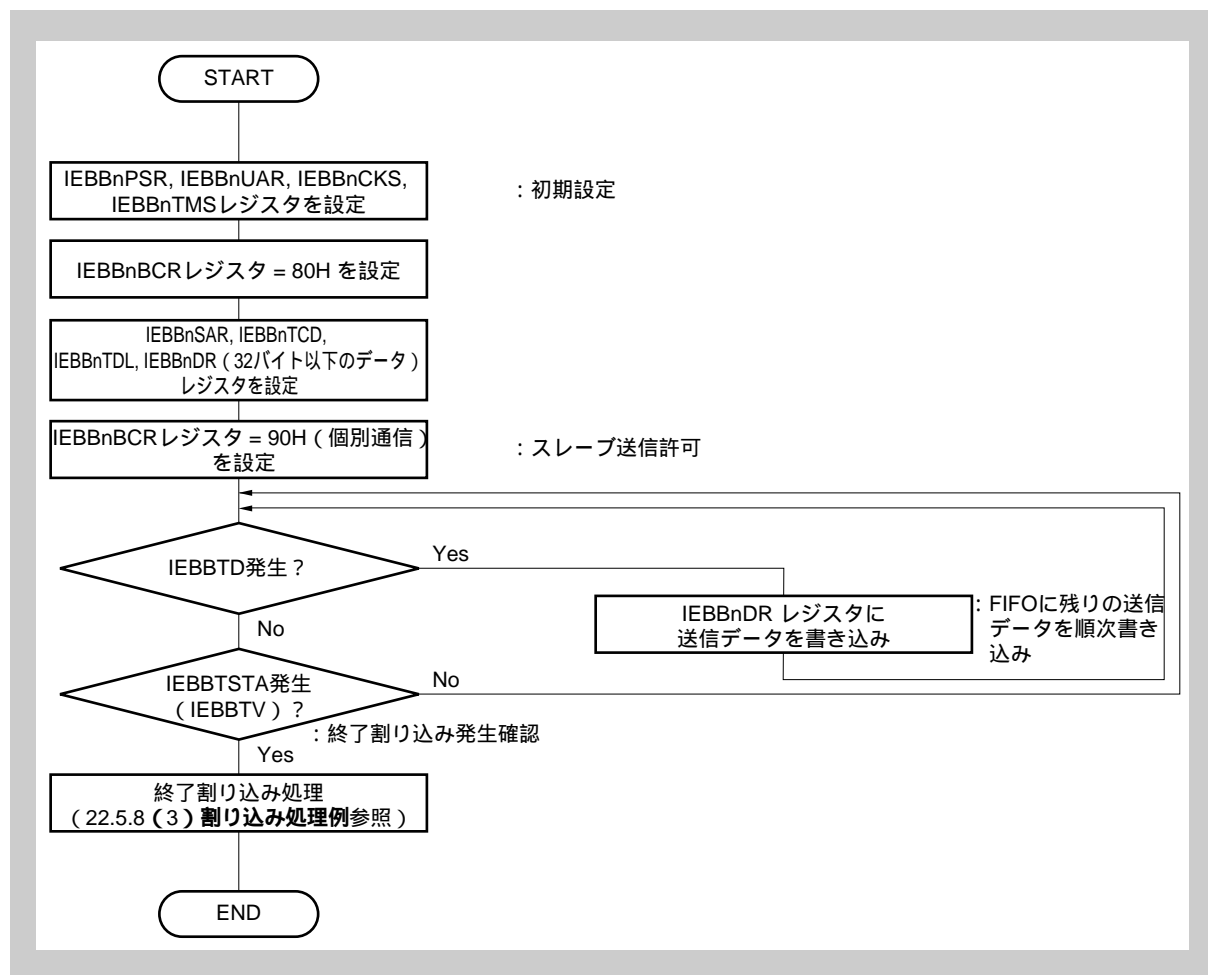 START
IEBBnPSR, IEBBnUAR, IEBBnCKS,
IEBBnTMSレジスタを設定
：初期設定
IEBBnBCRレジスタ = 80H を設定
IEBBnSAR, IEBBnTCD,
IEBBnTDL, IEBBnDR（32バイト以下のデータ）
レジスタを設定
IEBBnBCRレジスタ = 90H（個別通信）
を設定
：スレーブ送信許可
IEBBTD発生？
Yes
IEBBnDR レジスタに
送信データを書き込み
：FIFOに残りの送信
データを順次書き
込み
No
IEBBTSTA発生
（IEBBTV）？
No
：終了割り込み発生確認
Yes
終了割り込み処理
（22.5.8（3）割り込み処理例参照）
END